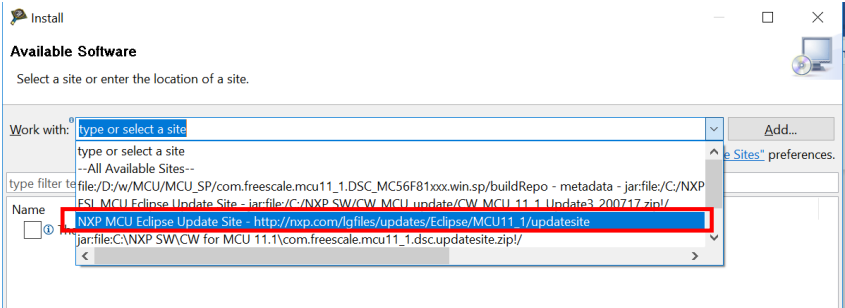 Install
Available Software
Select a site or enter the location of a site.
Work with: type or select a site Add...
type or select a site
--All Available Sites--
e Sites" preferences.
type filter te
file:/D:/w/MCU/MCU_SP/com.freescale.mcu11_1.DSC_MC56F81xxx.win.sp/buildRepo - metadata - jar:file:/C:/NXP
FSL MCU Eclipse Update Site - jar:file:/C:/NXP SW/CW_MCU_update/CW_MCU_11_1_Update3_200717.zip!/
Name
NXP MCU Eclipse Update Site - http://nxp.com/lgfiles/updates/Eclipse/MCU11_1/updatesite
jar:file:C:\NXP SW\CW for MCU 11.1\com.freescale.mcu11_1.dsc.updatesite.zip!/